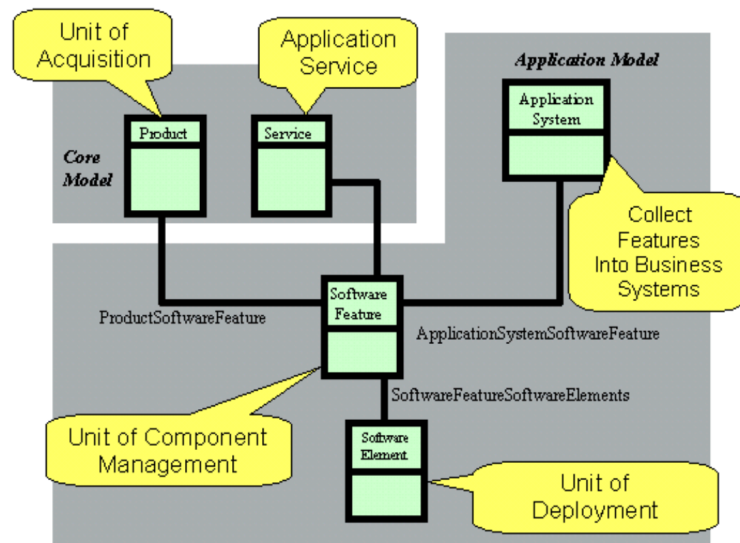 Unit of
Acquisition
Application
Service
Application Model
Application
System
Product
Service
Core
Model
Collect
Features
Into Business
Systems
Software
Feature
ProductSoftwareFeature
ApplicationSystemSoftwareFeature
SoftwareFeatureSoftwareElements
Unit of Component
Management
Software
Element
Unit of
Deployment